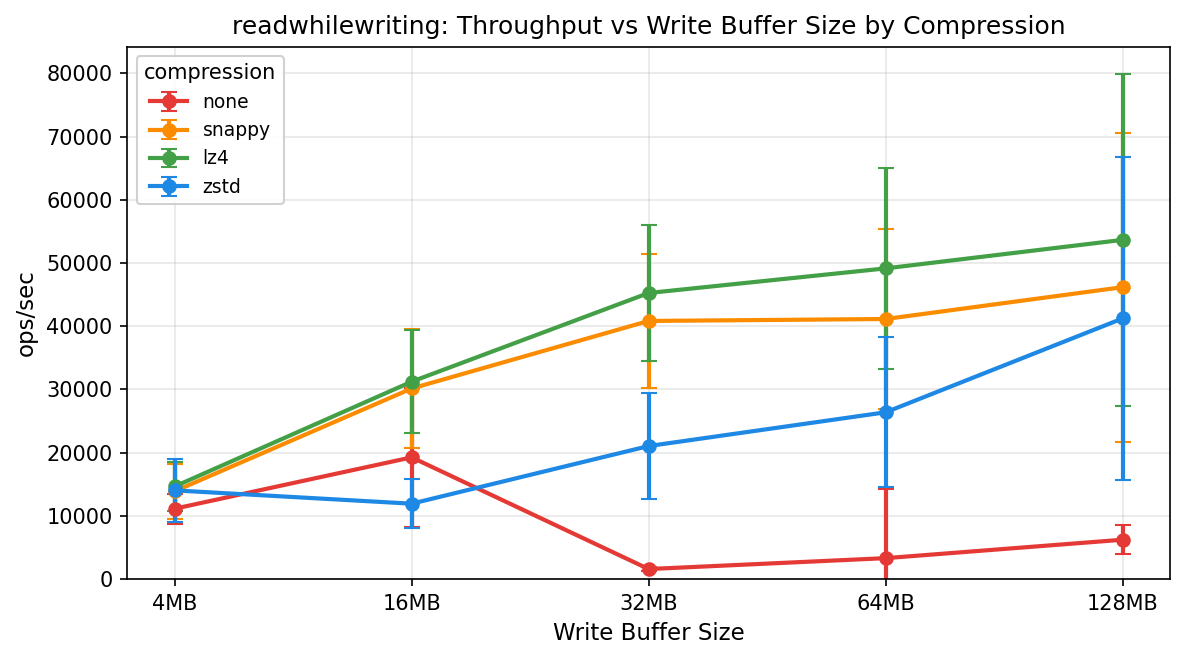 readwhilewriting: Throughput vs Write Buffer Size by Compression
compression
none
snappy
lz4
zstd
ops/sec
80000
70000
60000
50000
40000
30000
20000
10000
0
4MB 16MB 32MB 64MB 128MB
Write Buffer Size